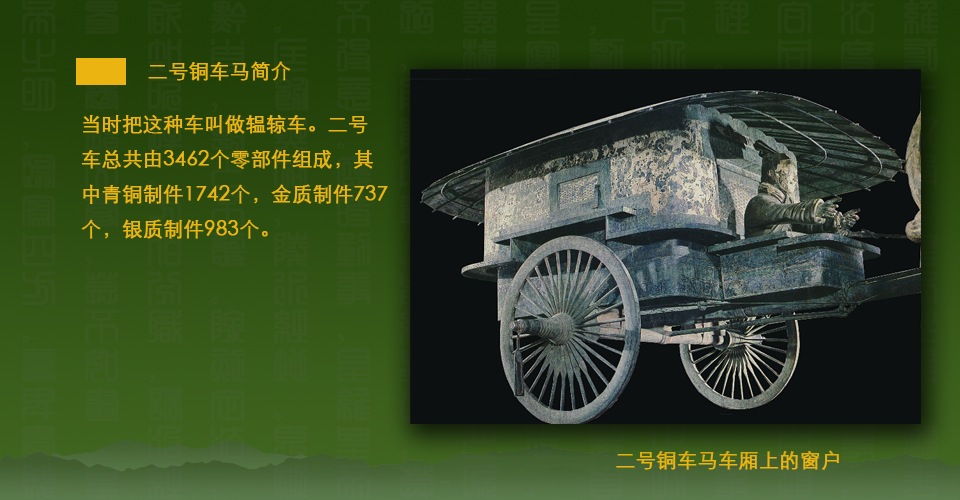 二号铜车马简介
当时把这种车叫做辒辌车。二号
车总共由3462个零部件组成，其
中青铜制件1742个，金质制件737
个，银质制件983个。
二号铜车马车厢上的窗户